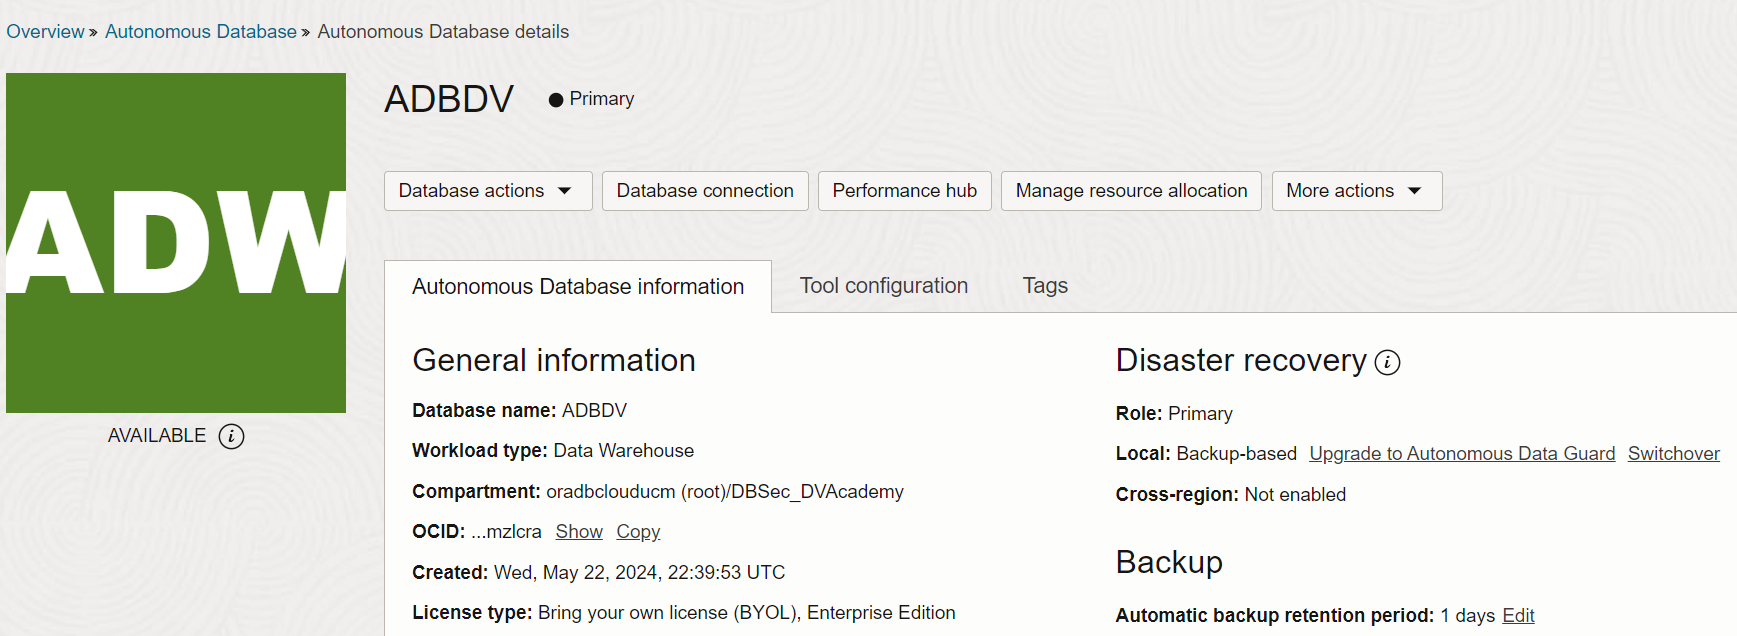 Overview » Autonomous Database » Autonomous Database details
ADW
AVAILABLE i
ADBDV Primary
Database actions Database connection Performance hub Manage resource allocation More actions
Autonomous Database information Tool configuration Tags
General information
Database name: ADBDV
Workload type: Data Warehouse
Compartment: oradbclouducm (root)/DBSec_DVAcademy
OCID: ...mzlcra Show Copy
Created: Wed, May 22, 2024, 22:39:53 UTC
License type: Bring your own license (BYOL), Enterprise Edition
Disaster recovery i
Role: Primary
Local: Backup-based Upgrade to Autonomous Data Guard Switchover
Cross-region: Not enabled
Backup
Automatic backup retention period: 1 days Edit